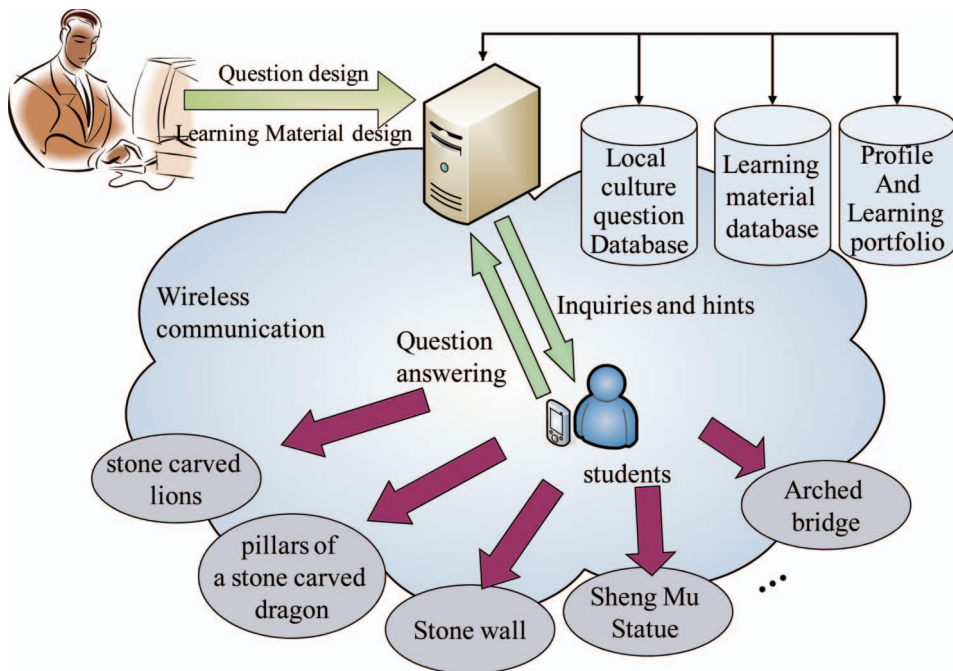 Question design
Learning Material design
Local
culture
question
Database
Learning
material
database
Profile
And
Learning
portfolio
Wireless
communication
Inquiries and hints
Question
answering
students
stone carved
lions
pillars of
a stone carved
dragon
Stone wall
Sheng Mu
Statue
Arched
bridge
...